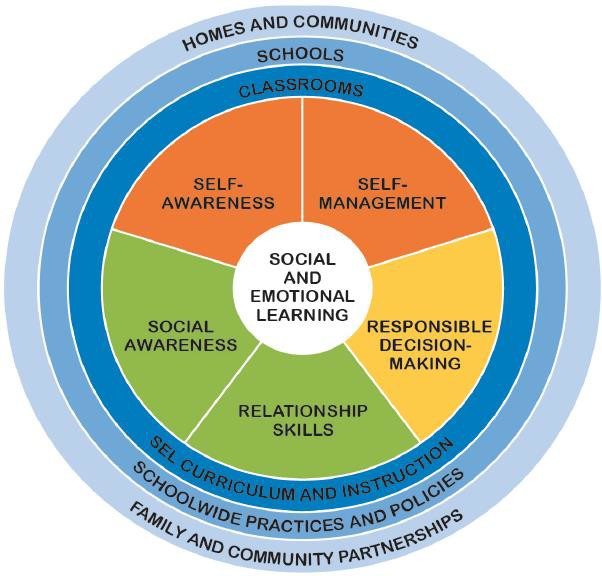 HOMES AND COMMUNITIES
SCHOOLS
CLASSROOMS
SELF-
AWARENESS
SELF-
MANAGEMENT
SOCIAL
AND
EMOTIONAL
LEARNING
SOCIAL
AWARENESS
RESPONSIBLE
DECISION-
MAKING
RELATIONSHIP
SKILLS
SEL CURRICULUM AND INSTRUCTION
SCHOOLWIDE PRACTICES AND POLICIES
FAMILY AND COMMUNITY PARTNERSHIPS